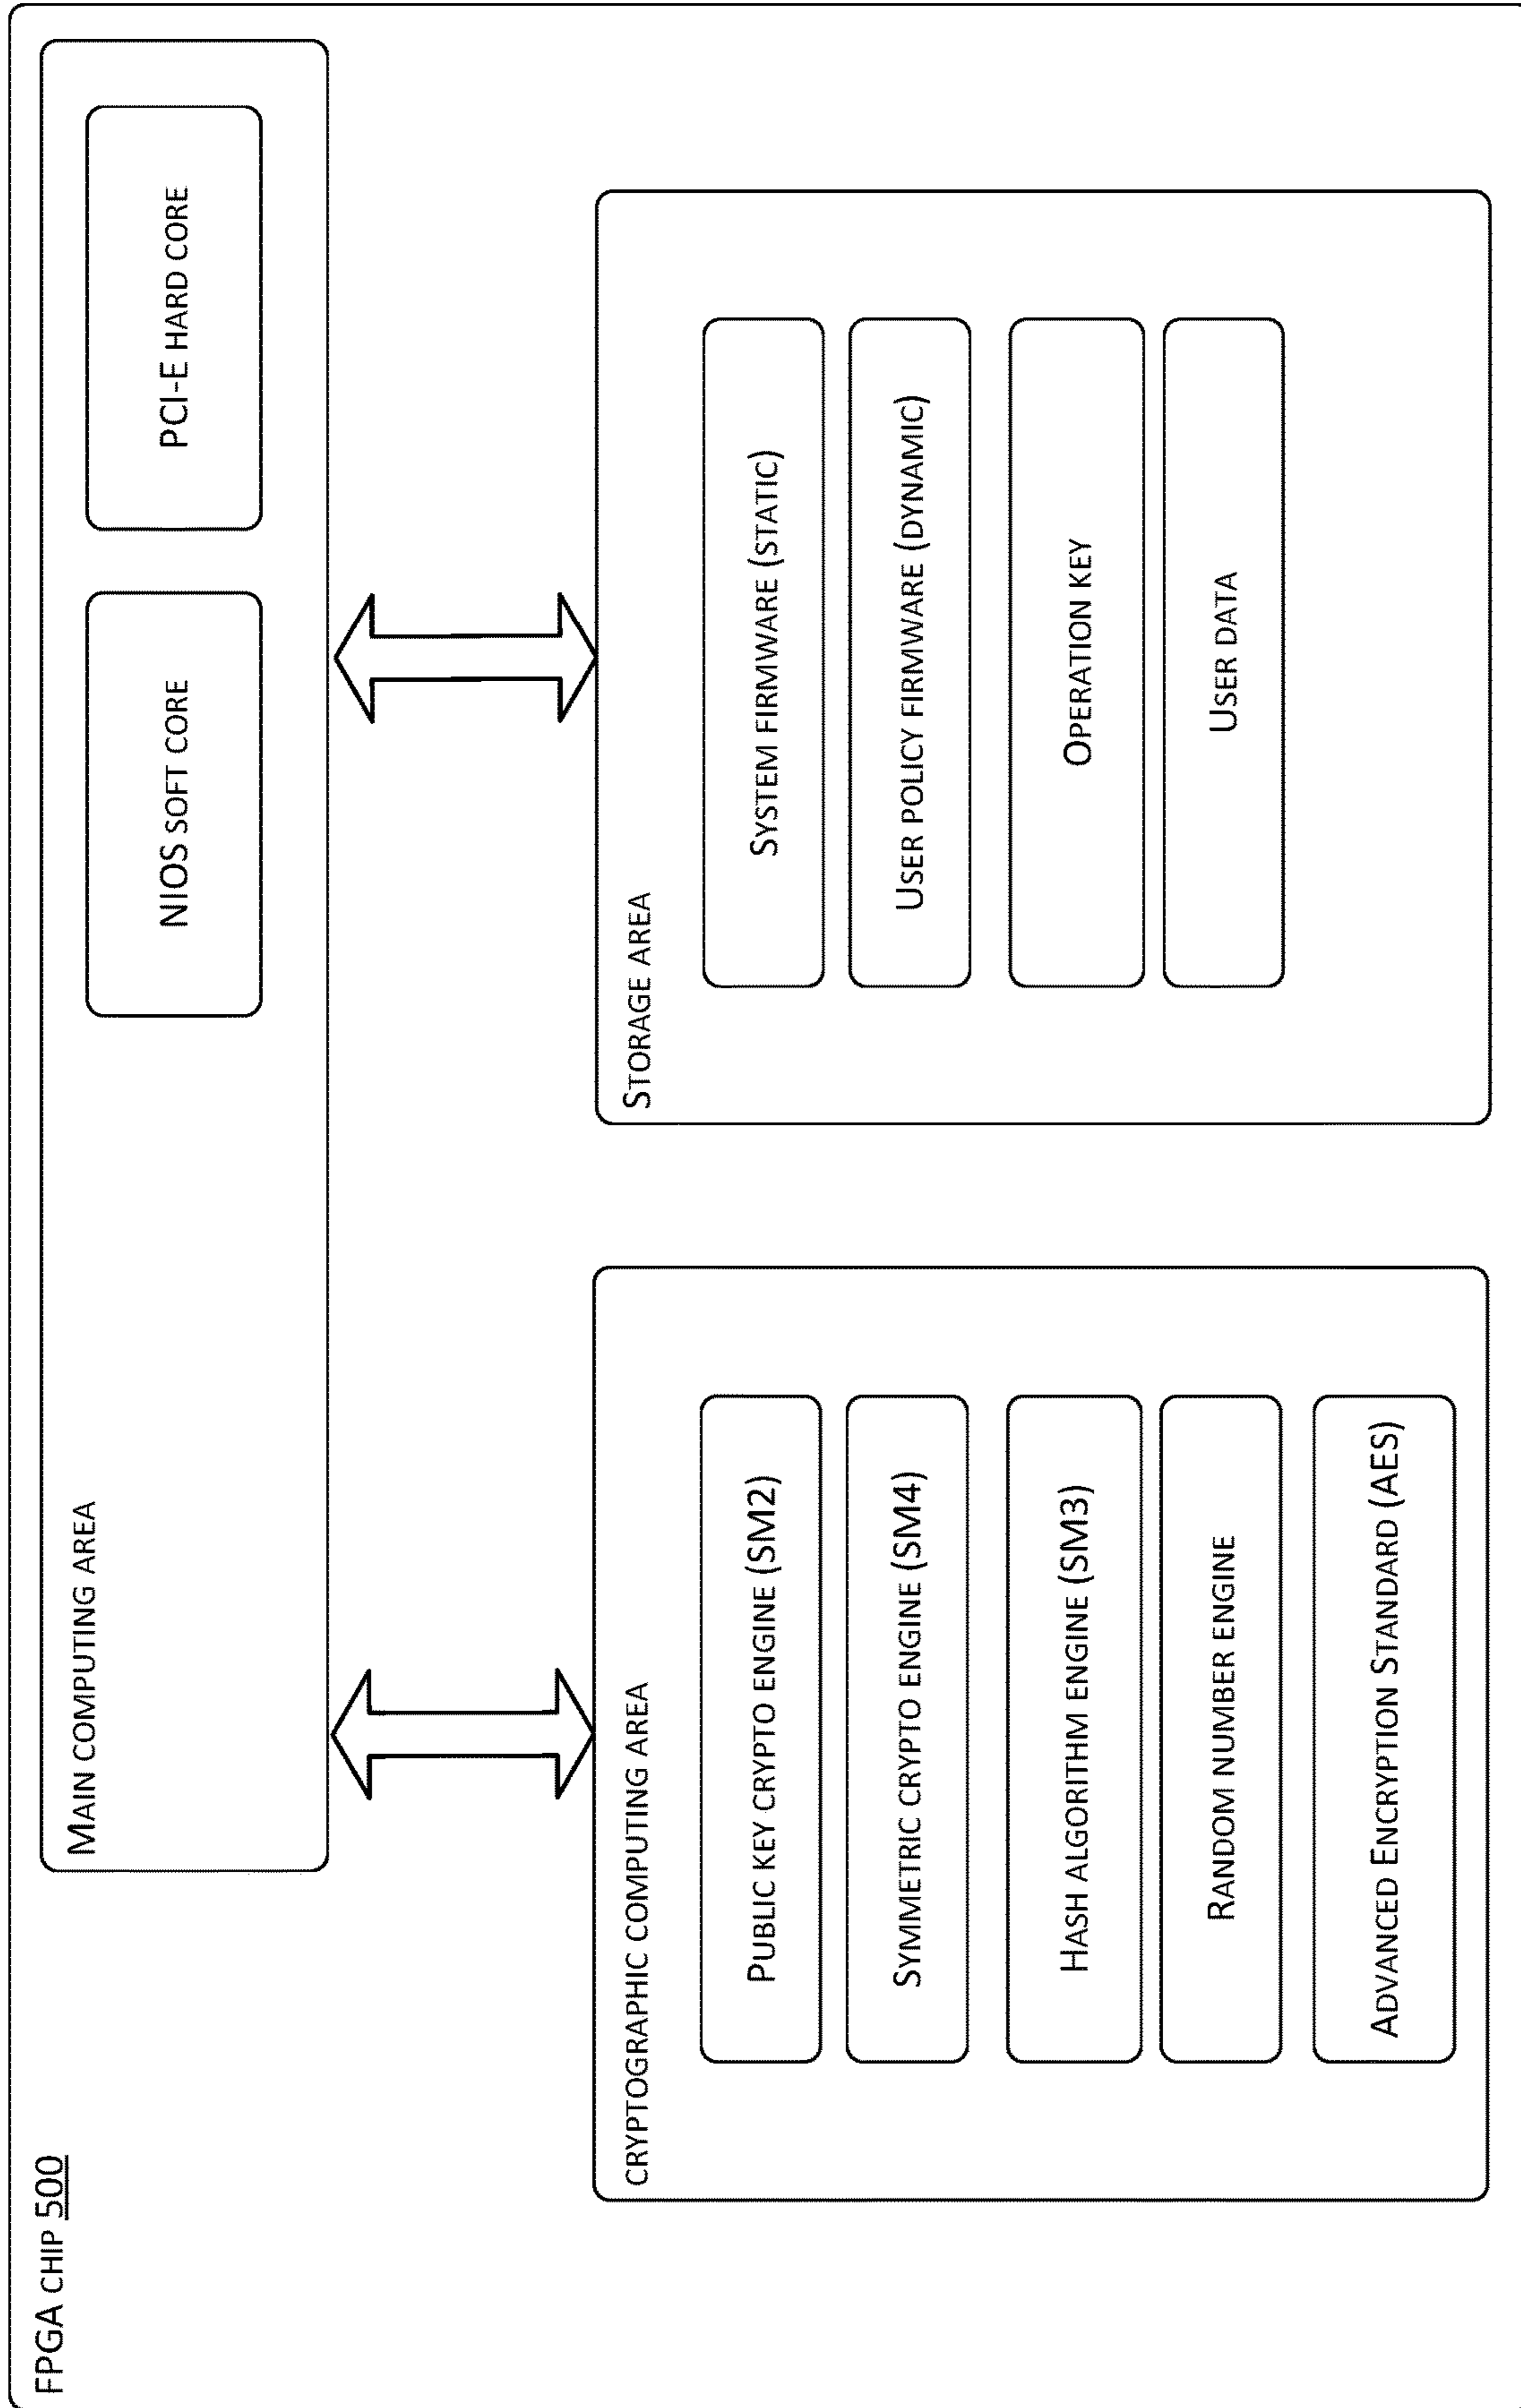 FPGA CHIP 500
MAIN COMPUTING AREA
NIOS SOFT CORE
PCI-E HARD CORE
CRYPTOGRAPHIC COMPUTING AREA
PUBLIC KEY CRYPTO ENGINE (SM2)
SYMMETRIC CRYPTO ENGINE (SM4)
HASH ALGORITHM ENGINE (SM3)
RANDOM NUMBER ENGINE
ADVANCED ENCRYPTION STANDARD (AES)
STORAGE AREA
SYSTEM FIRMWARE (STATIC)
USER POLICY FIRMWARE (DYNAMIC)
OPERATION KEY
USER DATA